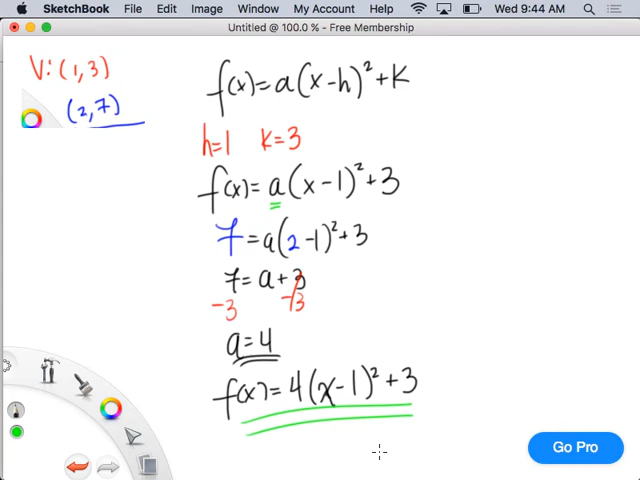 SketchBook File Edit Image Window My Account Help Wed 9:44 AM
Untitled @ 100.0 % - Free Membership
V: (1,3)
(2,7)
f(x)= a(x-h)² + K
h=1 K=3
f(x)= a(x-1)²+3
7 =a(2-1)²+3
7= a+3
-3 -3
a=4
f(x)= 4(x-1)² +3
Go Pro